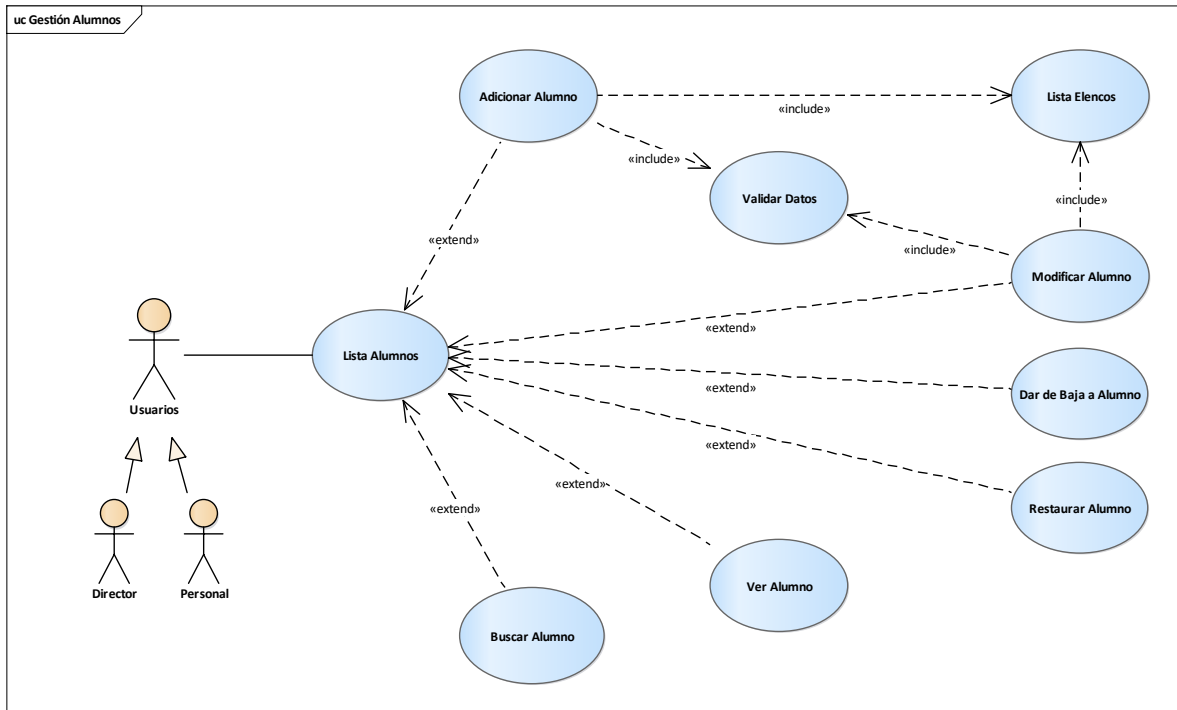 uc Gestión Alumnos
Adicionar Alumno
Lista Elencos
«include»
«include»
Validar Datos
«include»
«extend»
«include»
Modificar Alumno
«extend»
Lista Alumnos
Usuarios
«extend»
Dar de Baja a Alumno
«extend»
«extend»
Restaurar Alumno
«extend»
Director
Personal
Ver Alumno
Buscar Alumno